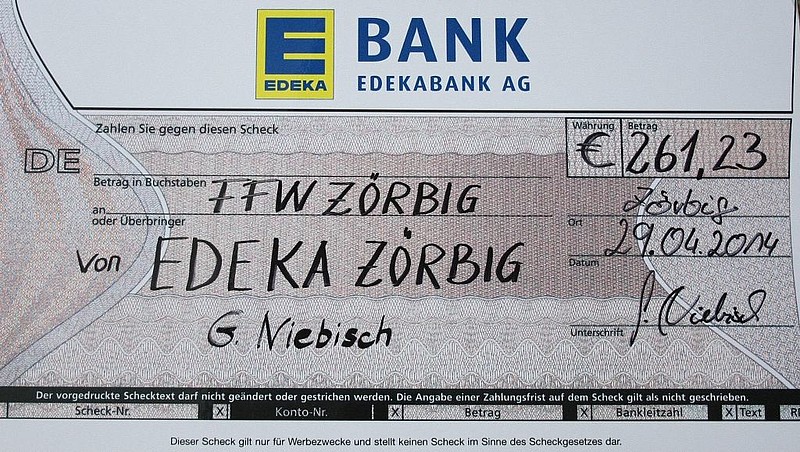 EDEKA
BANK
EDEKABANK AG
Zahlen Sie gegen diesen Scheck
Währung Betrag
€ 261,23
DE
Betrag in Buchstaben
FFW ZÖRBIG
an
oder Überbringer
Zörbig
Ort
29.04.2014
Datum
Von EDEKA ZÖRBIG
G. Niebisch
G. Niebisch
Unterschrift
Der vorgedruckte Schecktext darf nicht geändert oder gestrichen werden. Die Angabe einer Zahlungsfrist auf dem Scheck gilt als nicht geschrieben.
Scheck-Nr. X Konto-Nr. X Betrag X Bankleitzahl X Text
Dieser Scheck gilt nur für Werbezwecke und stellt keinen Scheck im Sinne des Scheckgesetzes dar.